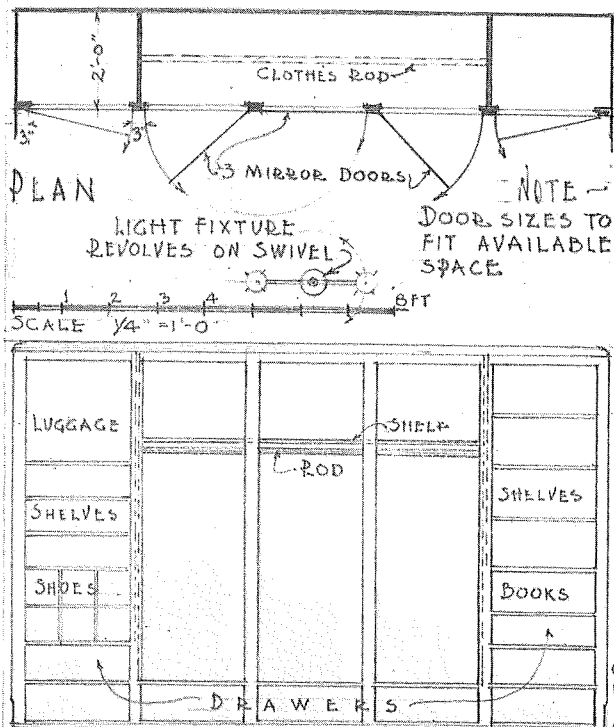 2'-0"
CLOTHES ROD
3"
3"
3 MIRROR DOORS
PLAN
NOTE ~
DOOR SIZES TO
FIT AVAILABLE
SPACE
LIGHT FIXTURE
REVOLVES ON SWIVEL
1 2 3 4 8FT
SCALE 1/4" =1'-0"
LUGGAGE
SHELF
ROD
SHELVES
SHELVES
SHOES
BOOKS
DRAWERS